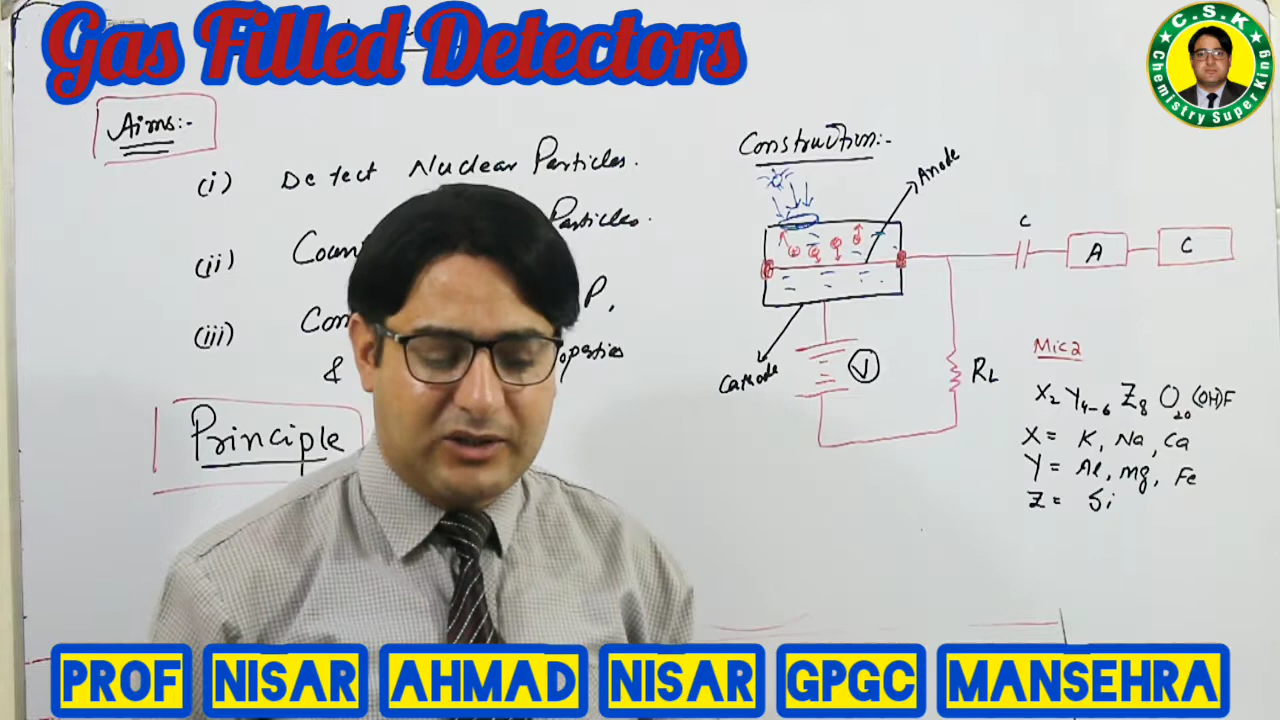 Gas Filled Detectors
C.S.K
Chemistry Super King
Aims:-
(i) Detect Nuclear Particles.
(ii) Coun Particles.
(iii) Con P,
& operties
Principle
Construction:-
Anode
Cathode
V
RL
C
A
C
Mica
X2 Y4-6 Z8 O20 (OH)F
X = K, Na, Ca
Y = Al, Mg, Fe
Z = Si
PROF NISAR AHMAD NISAR GPGC MANSEHRA